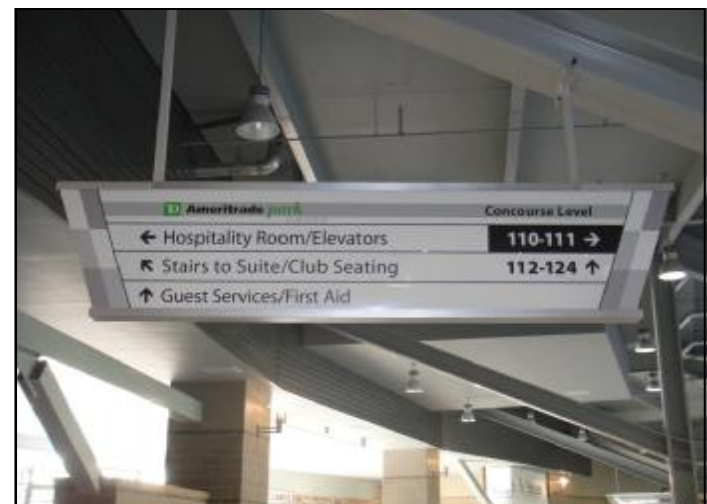 TD Ameritrade park Concourse Level
← Hospitality Room/Elevators 110-111 →
↖ Stairs to Suite/Club Seating 112-124 ↑
↑ Guest Services/First Aid